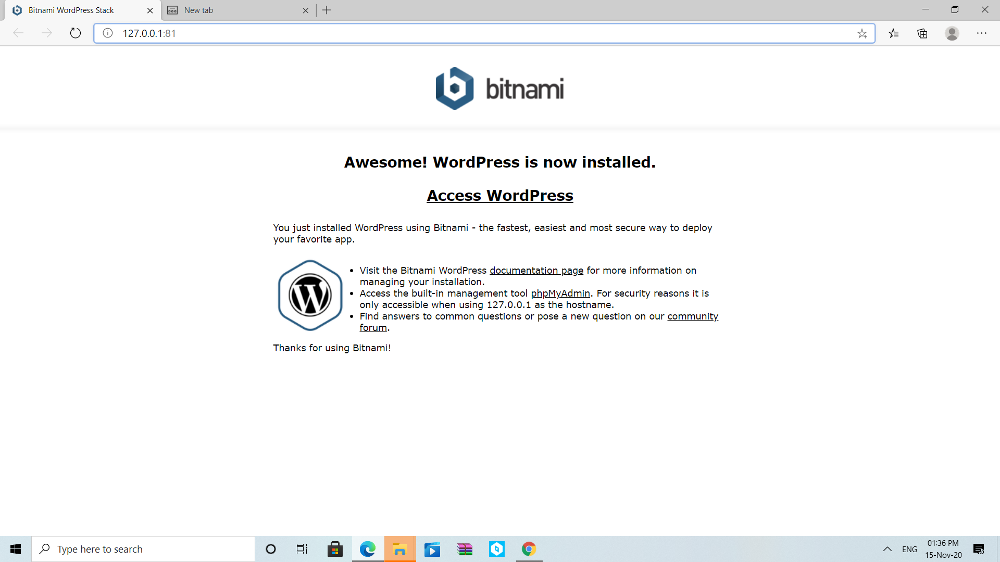 Bitnami WordPress Stack
New tab
127.0.0.1:81
bitnami
Awesome! WordPress is now installed.
Access WordPress
You just installed WordPress using Bitnami - the fastest, easiest and most secure way to deploy
your favorite app.
Visit the Bitnami WordPress documentation page for more information on
managing your installation.
Access the built-in management tool phpMyAdmin. For security reasons it is
only accessible when using 127.0.0.1 as the hostname.
Find answers to common questions or pose a new question on our community
forum.
Thanks for using Bitnami!
Type here to search
ENG
01:36 PM
15-Nov-20